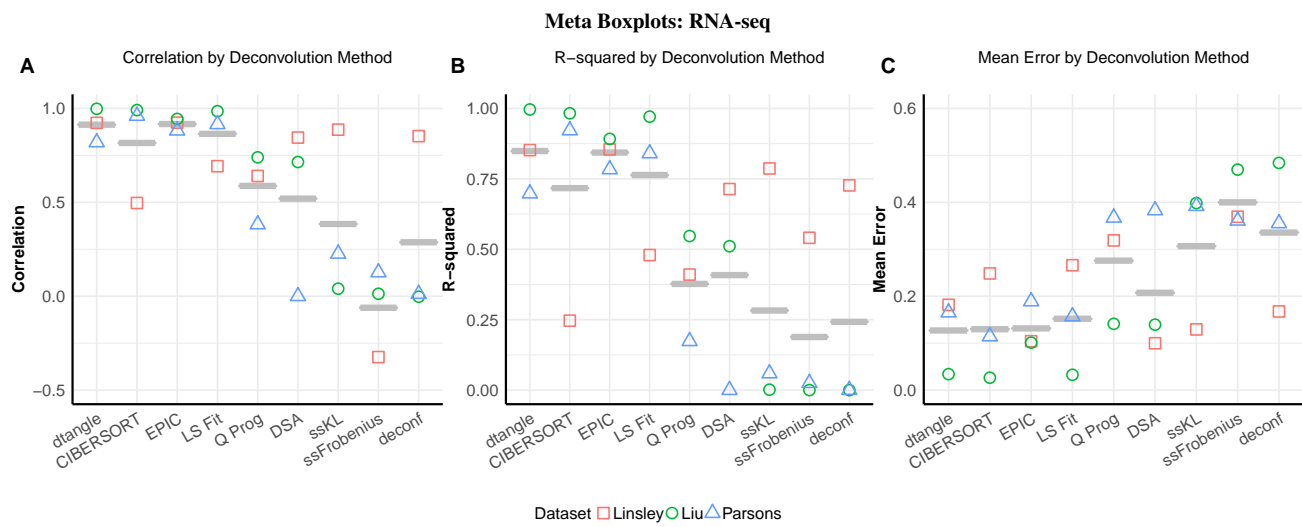 Meta Boxplots: RNA-seq
A
Correlation by Deconvolution Method
Correlation
1.0
0.5
0.0
−0.5
dtangle
CIBERSORT
EPIC
LS Fit
Q Prog
DSA
ssKL
ssFrobenius
deconf
B
R−squared by Deconvolution Method
R−squared
1.00
0.75
0.50
0.25
0.00
dtangle
CIBERSORT
EPIC
LS Fit
Q Prog
DSA
ssKL
ssFrobenius
deconf
C
Mean Error by Deconvolution Method
Mean Error
0.6
0.4
0.2
0.0
dtangle
CIBERSORT
EPIC
LS Fit
Q Prog
DSA
ssKL
ssFrobenius
deconf
Dataset Linsley Liu Parsons